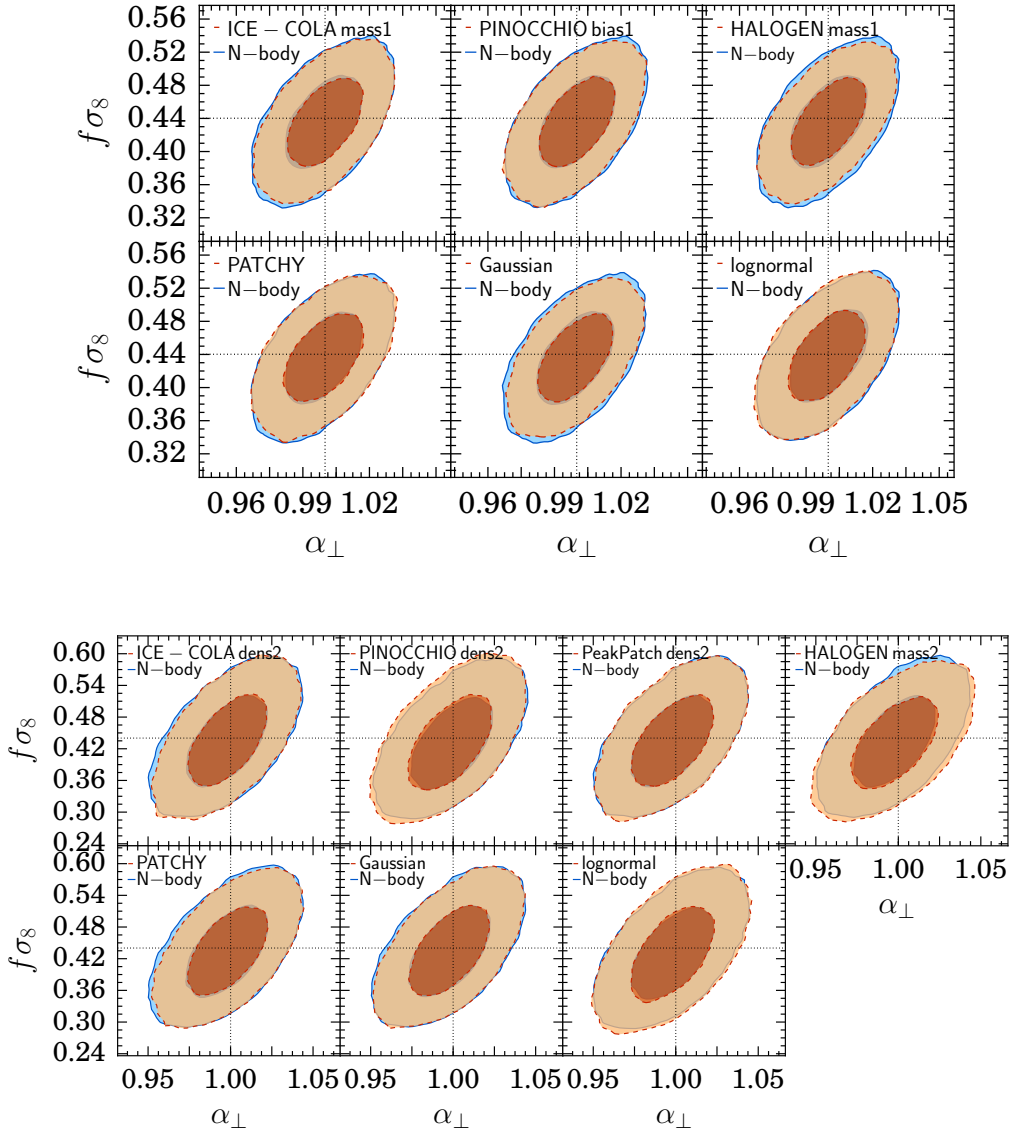 0.56
0.52
0.48
0.44
0.40
0.36
0.32
fσ₈
ICE − COLA mass1
N−body
PINOCCHIO bias1
N−body
HALOGEN mass1
N−body
0.56
0.52
0.48
0.44
0.40
0.36
0.32
fσ₈
PATCHY
N−body
Gaussian
N−body
lognormal
N−body
0.96 0.99 1.02
0.96 0.99 1.02
0.96 0.99 1.02 1.05
α⊥
α⊥
α⊥
0.60
0.54
0.48
0.42
0.36
0.30
0.24
fσ₈
ICE − COLA dens2
N−body
PINOCCHIO dens2
N−body
PeakPatch dens2
N−body
HALOGEN mass2
N−body
0.95 1.00 1.05
α⊥
0.60
0.54
0.48
0.42
0.36
0.30
0.24
fσ₈
PATCHY
N−body
Gaussian
N−body
lognormal
N−body
0.95 1.00 1.05
0.95 1.00 1.05
0.95 1.00 1.05
α⊥
α⊥
α⊥